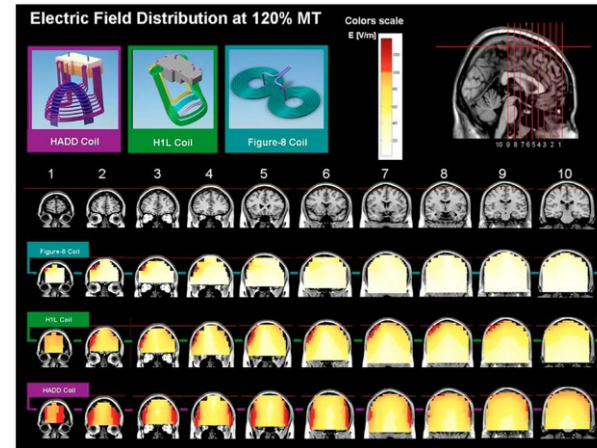 Electric Field Distribution at 120% MT
Colors scale
E [V/m]
HADD Coil
H1L Coil
Figure-8 Coil
10 9 8 7 6 5 4 3 2 1
1 2 3 4 5 6 7 8 9 10
Figure-8 Coil
H1L Coil
HADD Coil